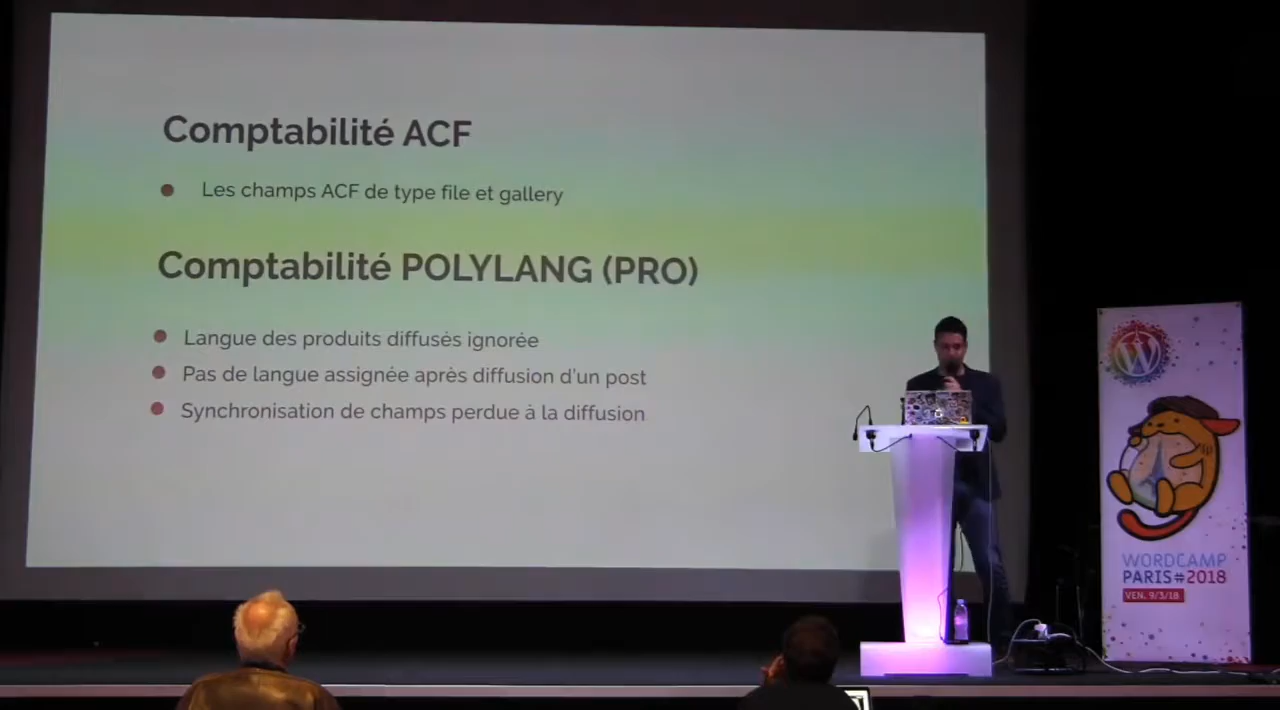 Comptabilité ACF
Les champs ACF de type file et gallery
Comptabilité POLYLANG (PRO)
Langue des produits diffusés ignorée
Pas de langue assignée après diffusion d'un post
Synchronisation de champs perdue à la diffusion
WORDCAMP
PARIS#2018
VEN. 9/3/18